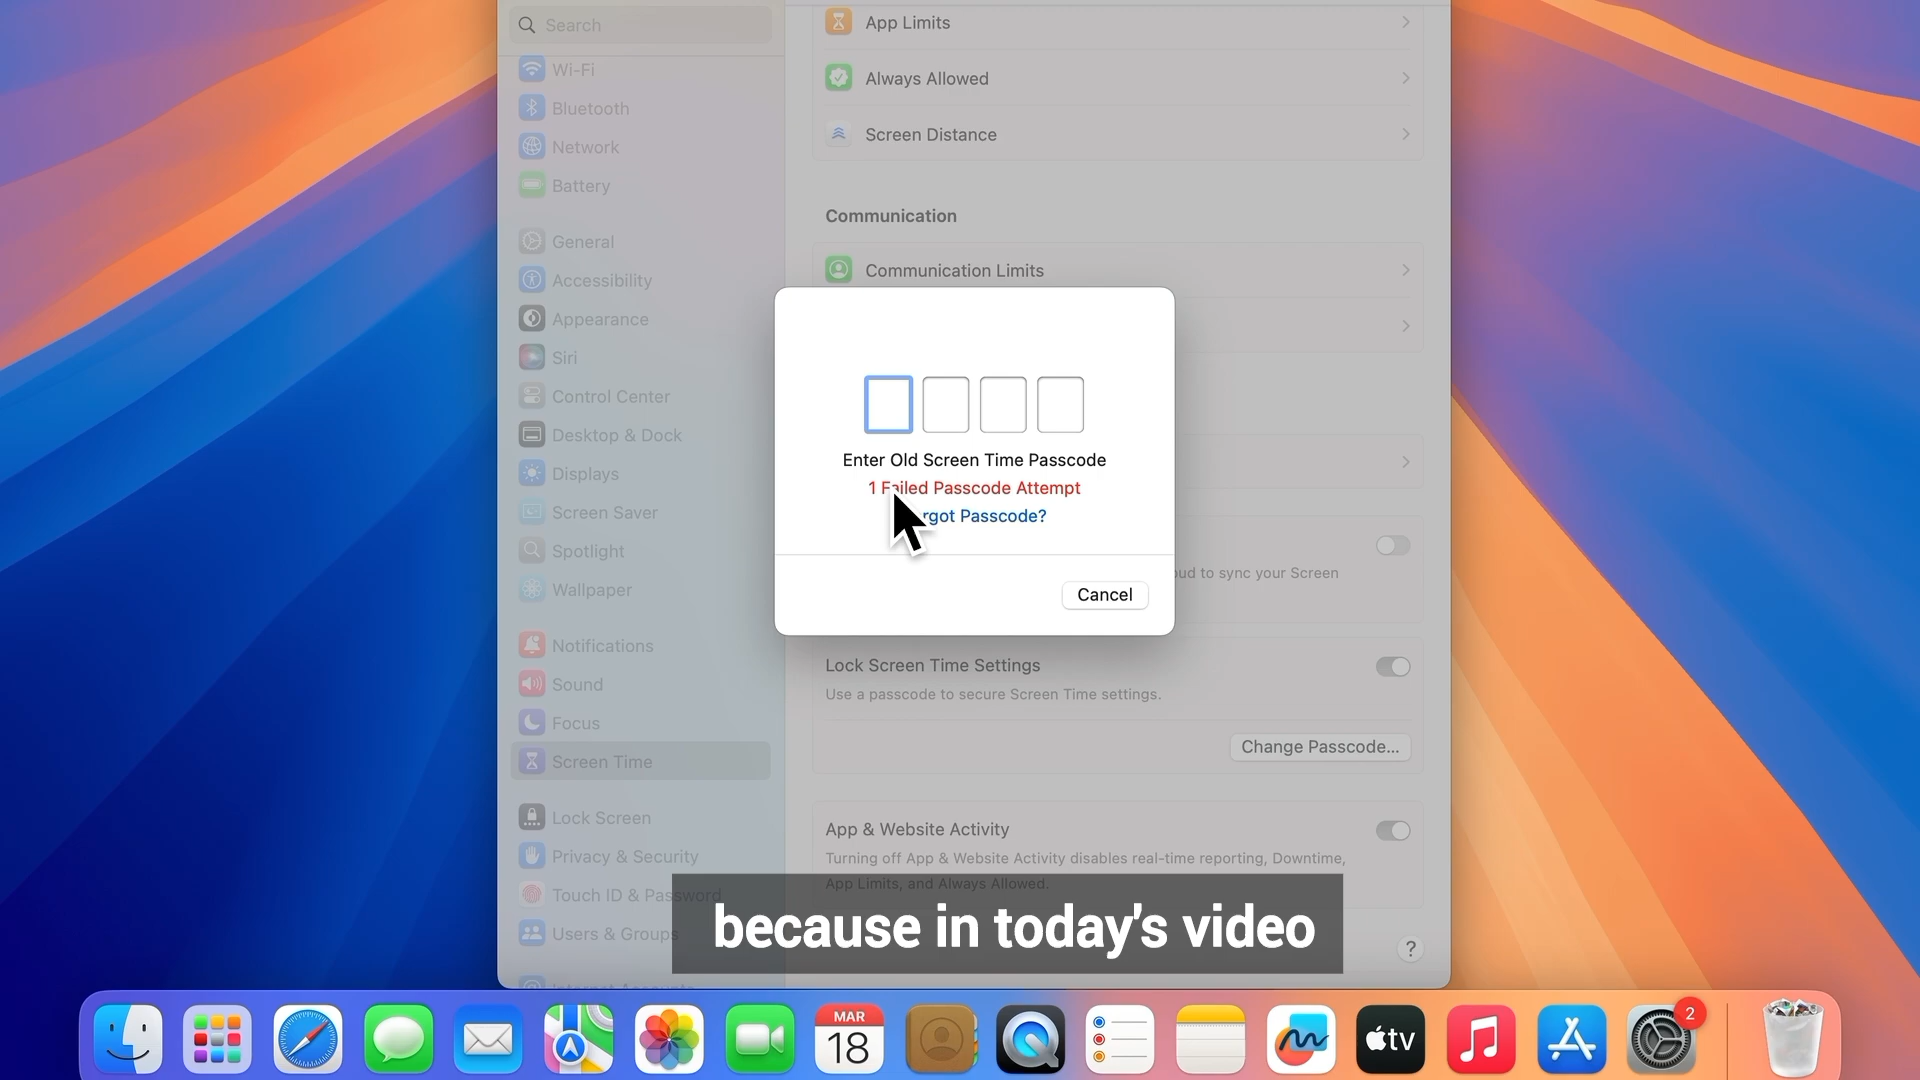 Search
Wi-Fi
Bluetooth
Network
Battery
General
Accessibility
Appearance
Siri
Control Center
Desktop & Dock
Displays
Screen Saver
Spotlight
Wallpaper
Notifications
Sound
Focus
Screen Time
Lock Screen
Privacy & Security
Touch ID & Password
Users & Groups
App Limits
Always Allowed
Screen Distance
Communication
Communication Limits
Enter Old Screen Time Passcode
1 Failed Passcode Attempt
rgot Passcode?
Cancel
oud to sync your Screen
Lock Screen Time Settings
Use a passcode to secure Screen Time settings.
Change Passcode...
App & Website Activity
Turning off App & Website Activity disables real-time reporting, Downtime,
App Limits, and Always Allowed.
?
because in today's video
MAR
18
tv
2